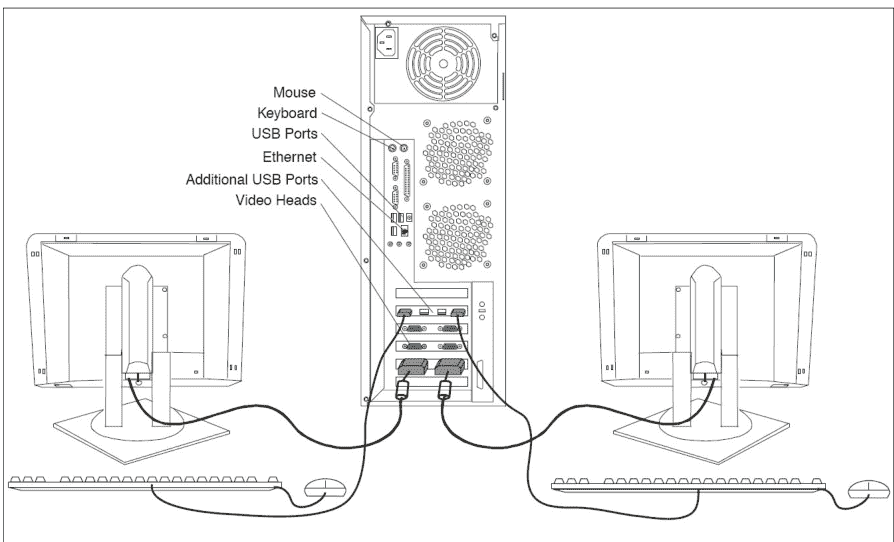 Mouse
Keyboard
USB Ports
Ethernet
Additional USB Ports
Video Heads